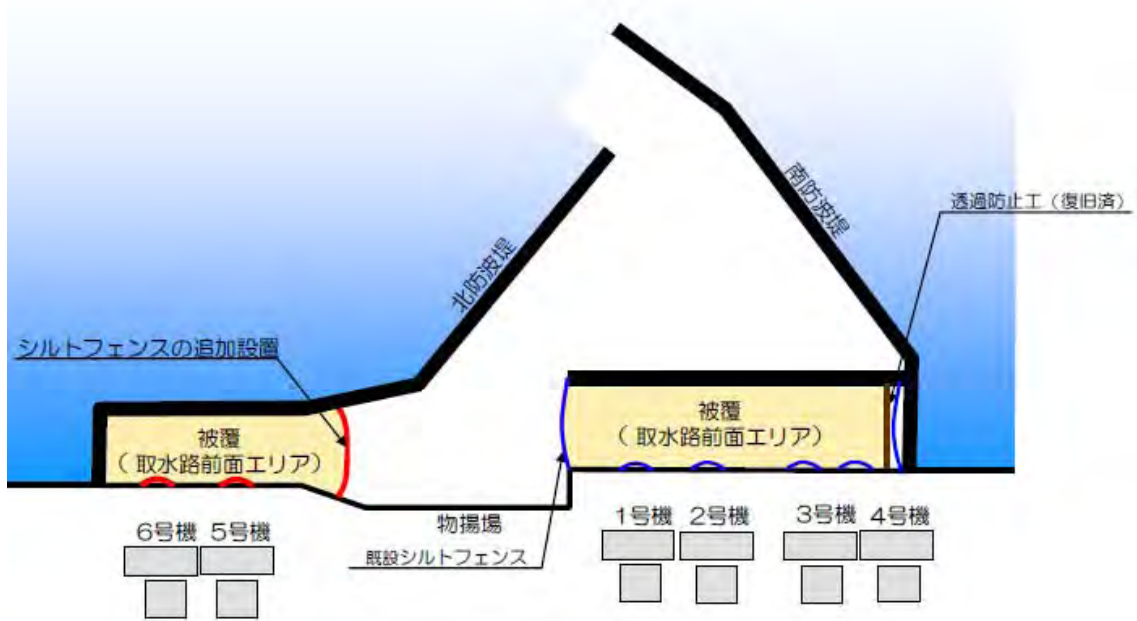 南防波堤
透過防止工（復旧済）
北防波堤
シルトフェンスの追加設置
被覆
（取水路前面エリア）
被覆
（取水路前面エリア）
物揚場
既設シルトフェンス
6号機 5号機
1号機 2号機 3号機 4号機